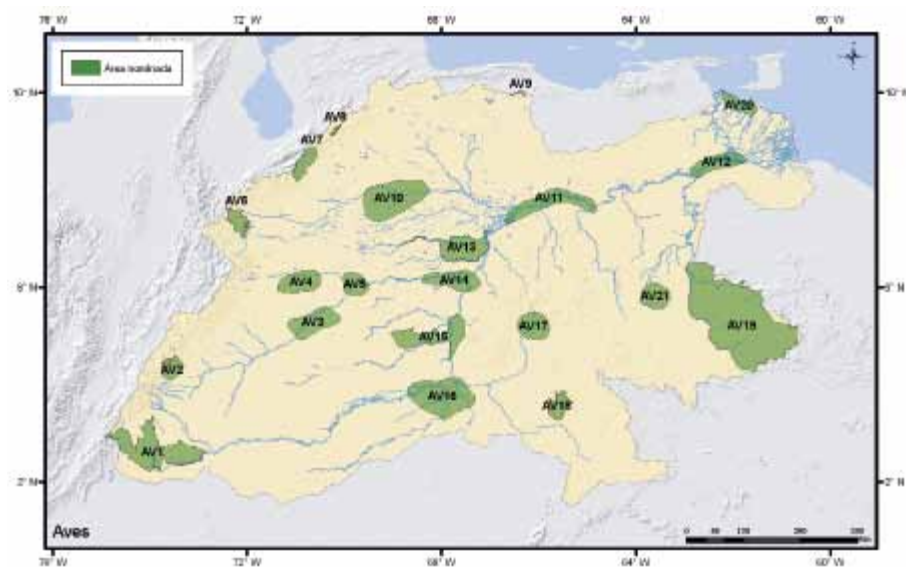 76° W 72° W 68° W 64° W 60° W
Área nominada
10° N 10° N
AV9
AV20
AV8
AV7
AV12
AV10
AV11
AV6
AV13
AV4
AV5
AV14
6° N 6° N
AV21
AV19
AV3
AV17
AV15
AV2
AV16
AV18
AV1
2° N 2° N
Aves
76° W 72° W 68° W 64° W 60° W